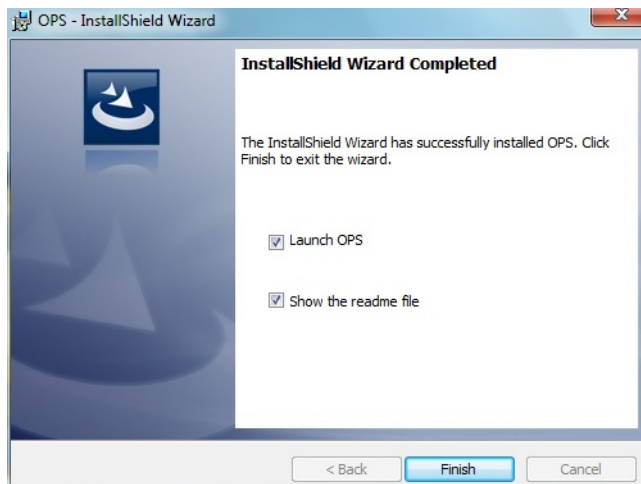 OPS - InstallShield Wizard
InstallShield Wizard Completed
The InstallShield Wizard has successfully installed OPS. Click
Finish to exit the wizard.
Launch OPS
Show the readme file
< Back
Finish
Cancel